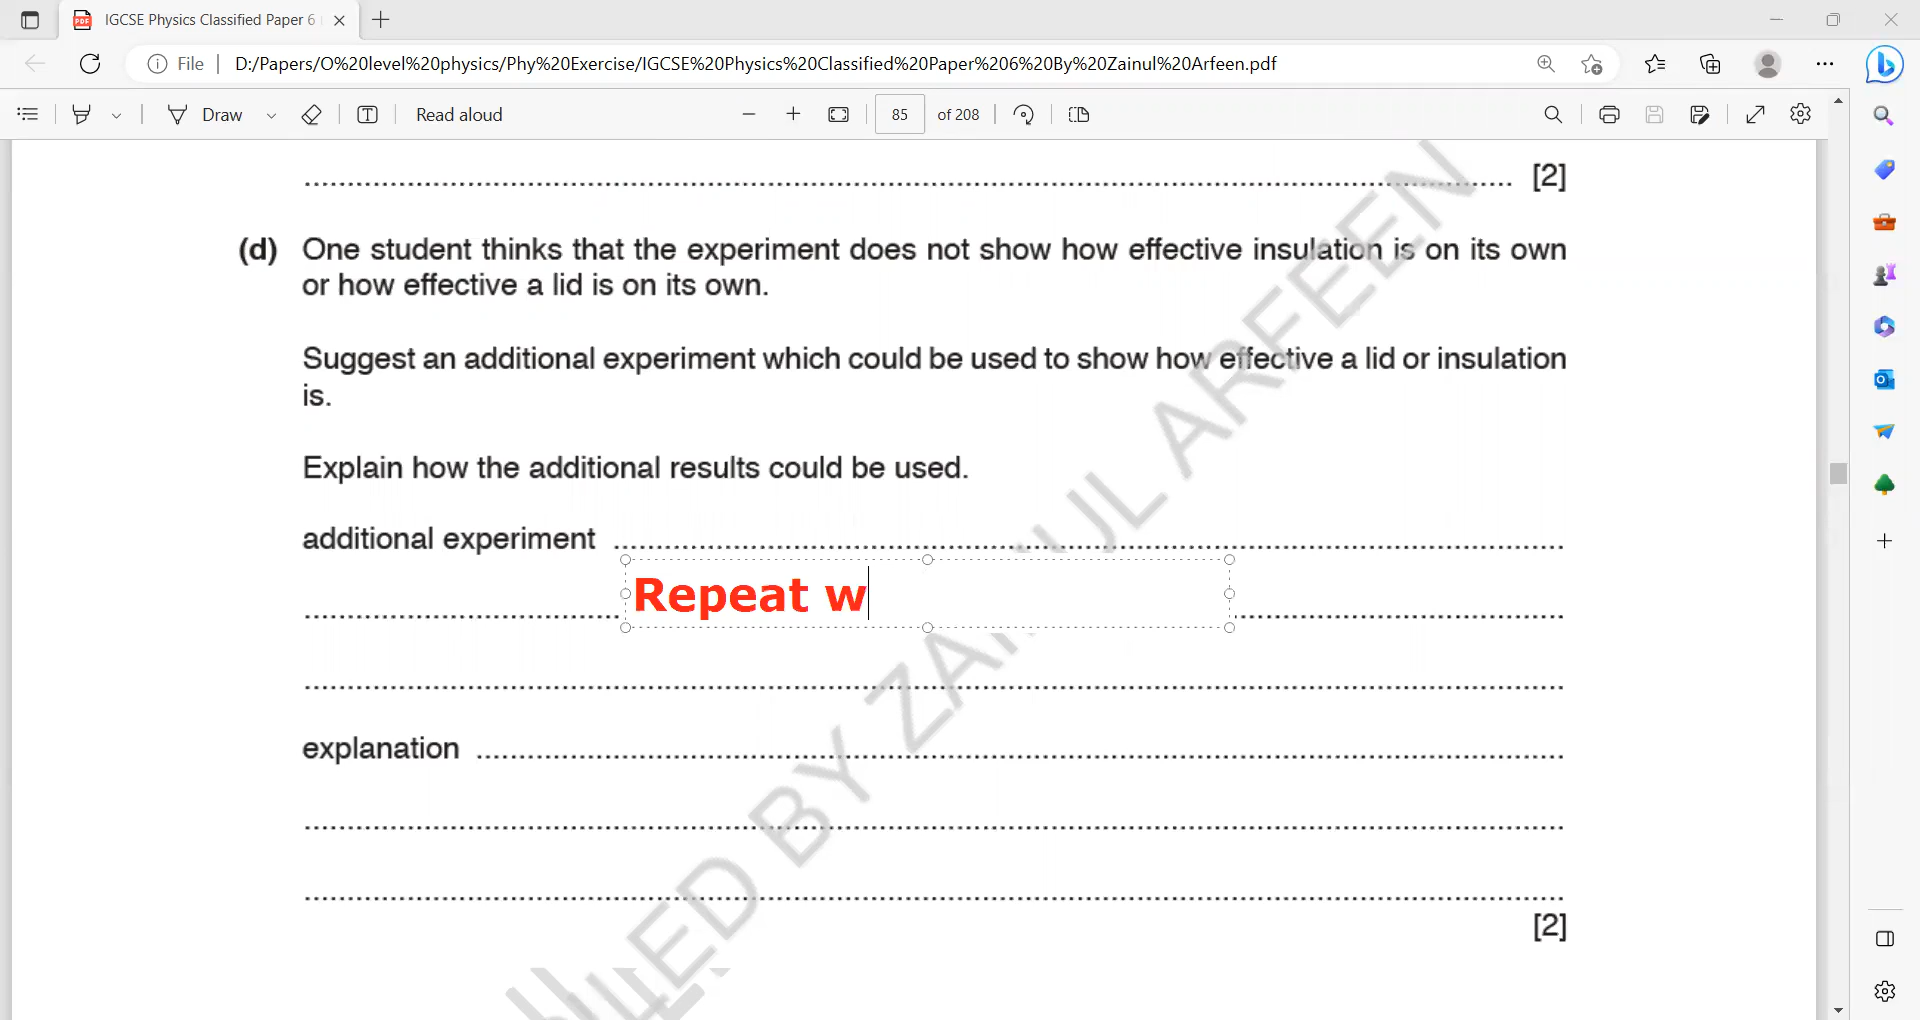 IGCSE Physics Classified Paper 6
File
D:/Papers/O%20level%20physics/Phy%20Exercise/IGCSE%20Physics%20Classified%20Paper%206%20By%20Zainul%20Arfeen.pdf
Draw
Read aloud
85
of 208
[2]
(d) One student thinks that the experiment does not show how effective insulation is on its own
or how effective a lid is on its own.
Suggest an additional experiment which could be used to show how effective a lid or insulation
is.
Explain how the additional results could be used.
additional experiment
Repeat w
explanation
[2]
BY ZAINUL ARFEEN